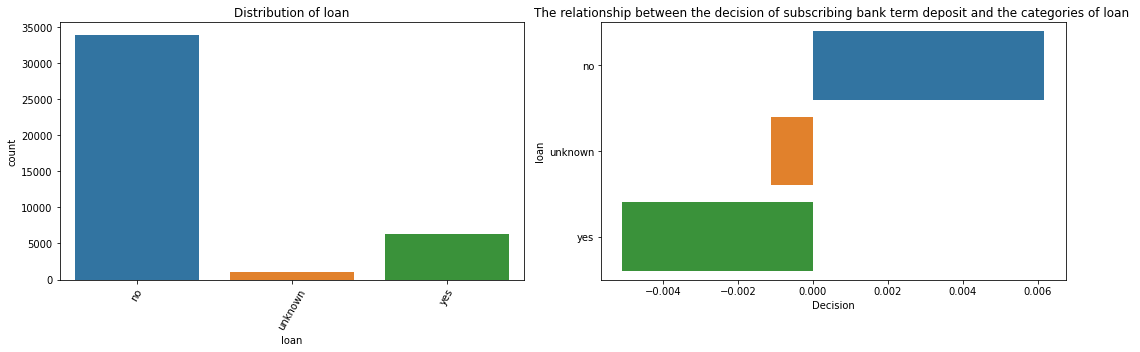 Distribution of loan
count
35000
30000
25000
20000
15000
10000
5000
0
no
unknown
yes
loan
The relationship between the decision of subscribing bank term deposit and the categories of loan
loan
no
unknown
yes
−0.004
−0.002
0.000
0.002
0.004
0.006
Decision